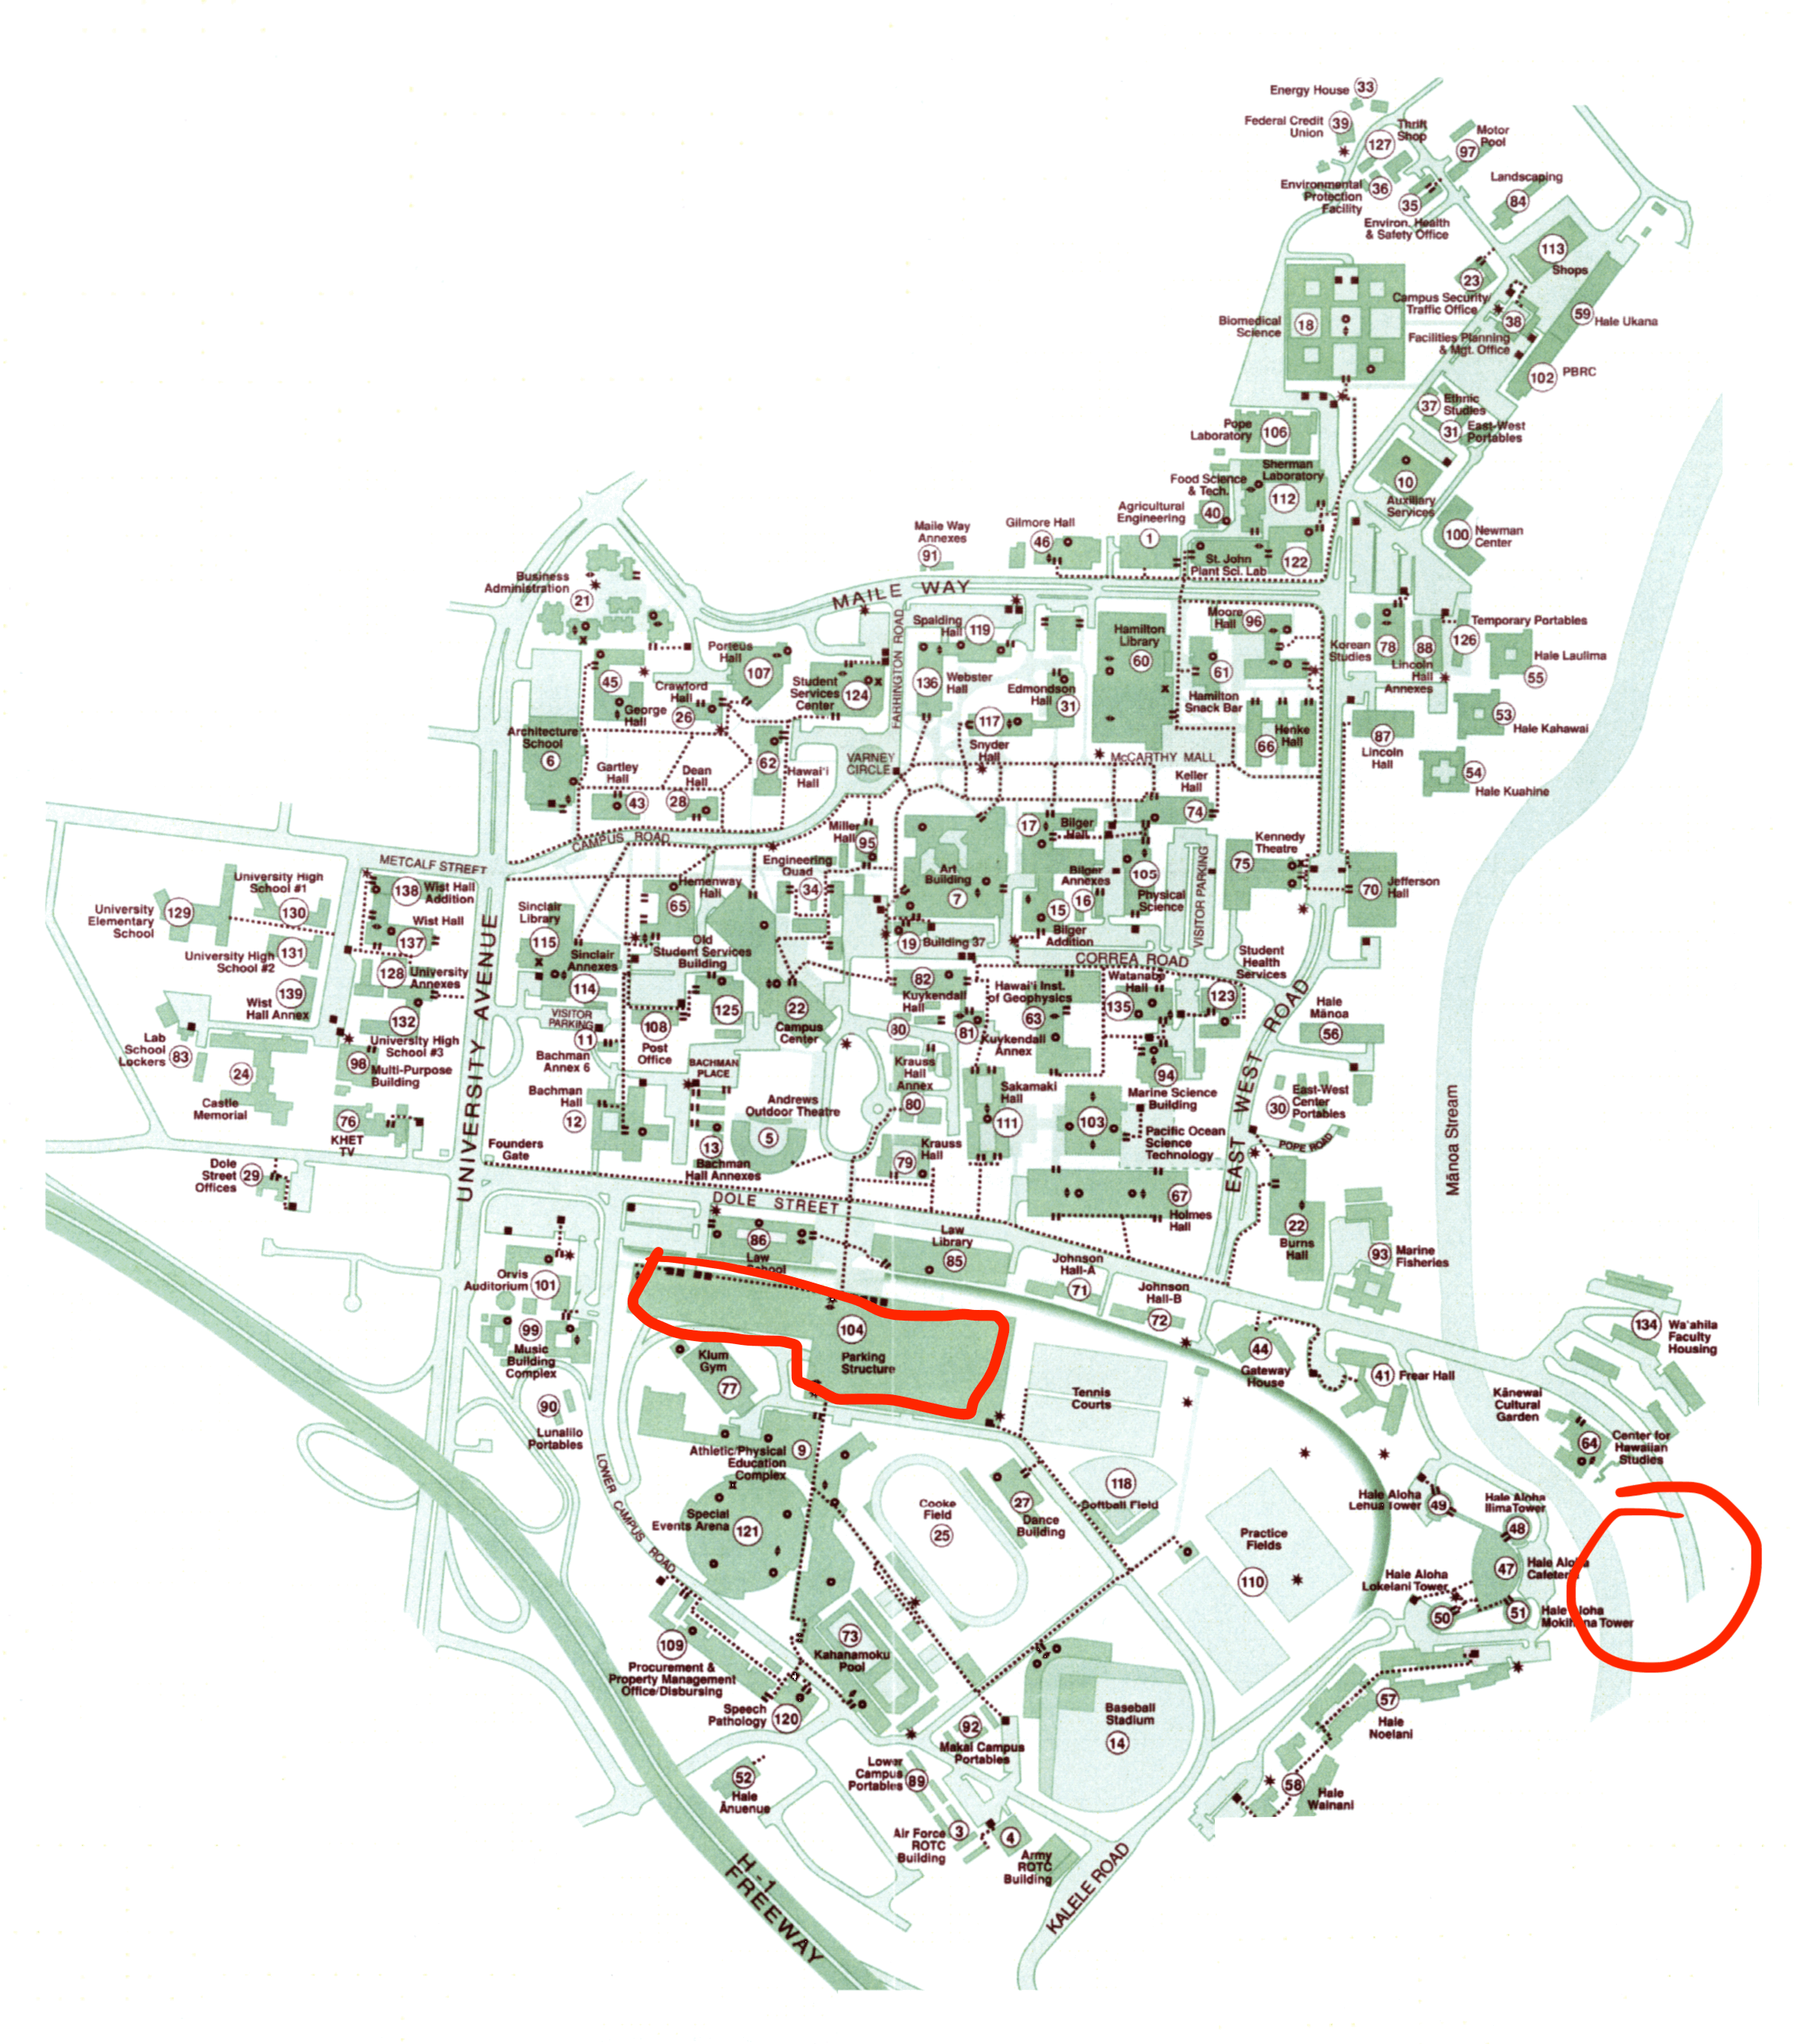 Energy House 33
Federal Credit
Union
39
Thrift
Shop
127
Motor
Pool
97
Environmental
Protection
Facility
36
35
Environ. Health
& Safety Office
Landscaping
84
113
Shops
23
Campus Security/
Traffic Office
59
Hale Ukana
38
Facilities Planning
& Mgt. Office
Biomedical
Science
18
102 PBRC
37 Ethnic
Studies
31 East-West
Portables
Pope
Laboratory
106
Sherman
Laboratory
112
Food Science
& Tech.
40
10
Auxiliary
Services
100 Newman
Center
Agricultural
Engineering
1
Gilmore Hall
46
Maile Way
Annexes
91
St. John
Plant Sci. Lab
122
Business
Administration
21
MAILE WAY
FARRINGTON ROAD
Spalding
Hall
119
Hamilton
Library
60
Moore
Hall
96
Korean
Studies
78
88
Lincoln
Hall
Annexes
126
Temporary Portables
Hale Laulima
55
Porteus
Hall
107
Student
Services
Center
124
136 Webster
Hall
Edmondson
Hall
31
61
Hamilton
Snack Bar
45
George
Hall
Crawford
Hall
26
117
Snyder
Hall
66
Henke
Hall
87
Lincoln
Hall
53
Hale Kahawai
Architecture
School
6
62
Hawai'i
Hall
VARNEY
CIRCLE
McCARTHY MALL
54
Hale Kuahine
Gartley
Hall
43
Dean
Hall
28
Keller
Hall
74
CAMPUS ROAD
Miller
Hall
95
17
Bilger
Hall
Kennedy
Theatre
75
METCALF STREET
University High
School #1
130
138 Wist Hall
Addition
Engineering
Quad
34
Art
Building
7
Bilger
Annexes
16
105
Physical
Science
VISITOR PARKING
70
Jefferson
Hall
University
Elementary
School
129
Wist Hall
137
Hemenway
Hall
65
Sinclair
Library
115
15
Bilger
Addition
19 Building 37
University High
School #2
131
128 University
Annexes
Sinclair
Annexes
114
Old
Student Services
Building
125
CORREA ROAD
Student
Health
Services
123
82
Kuykendall
Hall
Hawai'i Inst.
of Geophysics
63
Watanabe
Hall
135
139
Wist
Hall Annex
132
University High
School #3
VISITOR
PARKING
11
Bachman
Annex 6
108
Post
Office
22
Campus
Center
80
81
Kuykendall
Annex
Hale
Mānoa
56
Lab
School
Lockers
83
24
Castle
Memorial
98
Multi-Purpose
Building
UNIVERSITY AVENUE
BACHMAN
PLACE
Krauss
Hall
Annex
80
94
Marine Science
Building
EAST WEST ROAD
East-West
Center
Portables
30
Mānoa Stream
Bachman
Hall
12
Andrews
Outdoor Theatre
5
Sakamaki
Hall
111
103
Pacific Ocean
Science
Technology
POPE ROAD
76
KHET
TV
Founders
Gate
13
Bachman
Hall Annexes
Krauss
Hall
79
Dole
Street
Offices
29
DOLE STREET
67
Holmes
Hall
22
Burns
Hall
86
Law
School
Law
Library
85
Johnson
Hall-A
71
Johnson
Hall-B
72
93 Marine
Fisheries
Orvis
Auditorium
101
99
Music
Building
Complex
104
Parking
Structure
Klum
Gym
77
44
Gateway
House
41 Frear Hall
134
Wa'ahila
Faculty
Housing
Tennis
Courts
Kānewai
Cultural
Garden
64
Center for
Hawaiian
Studies
90
Lunalilo
Portables
Athletic/Physical
Education
Complex
9
LOWER CAMPUS ROAD
Special
Events Arena
121
Cooke
Field
25
27
Dance
Building
118
Softball Field
Practice
Fields
110
Hale Aloha
Lehua Tower
49
Hale Aloha
Ilima Tower
48
47
Hale Aloha
Cafeteria
Hale Aloha
Lokelani Tower
50
51
Hale Aloha
Mokihana Tower
109
Procurement &
Property Management
Office/Disbursing
73
Kahanamoku
Pool
Speech
Pathology
120
92
Makai Campus
Portables
Baseball
Stadium
14
57
Hale
Noelani
52
Hale
Ānuenue
Lower
Campus
Portables
89
58
Hale
Wainani
Air Force
ROTC
Building
3
4
Army
ROTC
Building
KALELE ROAD
H-1
FREEWAY